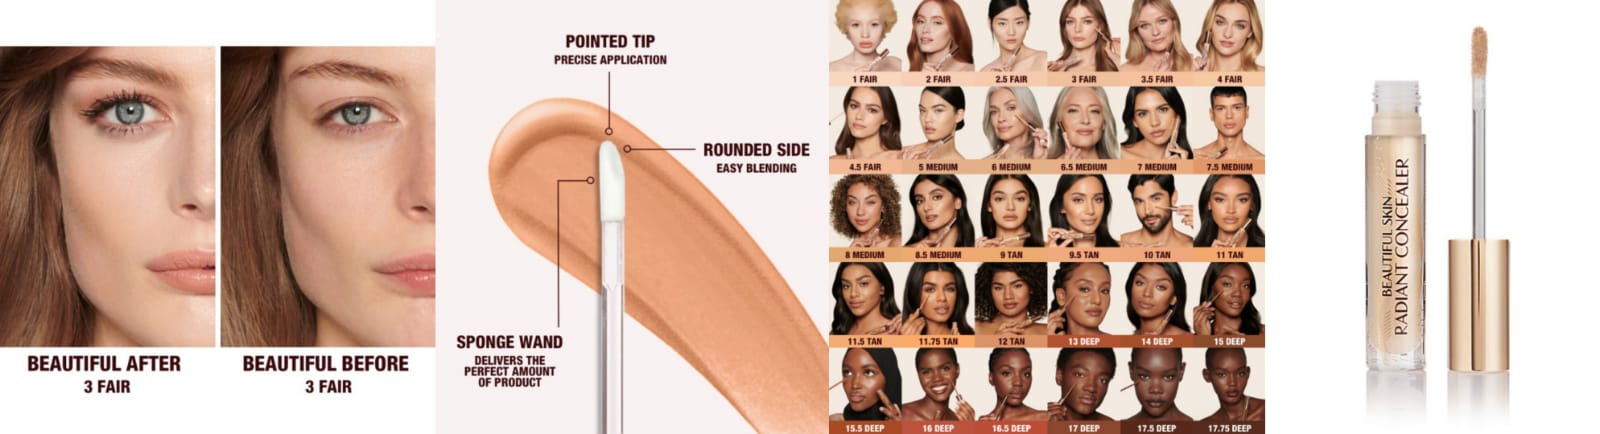 BEAUTIFUL AFTER
3 FAIR
BEAUTIFUL BEFORE
3 FAIR
POINTED TIP
PRECISE APPLICATION
ROUNDED SIDE
EASY BLENDING
SPONGE WAND
DELIVERS THE
PERFECT AMOUNT
OF PRODUCT
1 FAIR
2 FAIR
2.5 FAIR
3 FAIR
3.5 FAIR
4 FAIR
4.5 FAIR
5 MEDIUM
6 MEDIUM
6.5 MEDIUM
7 MEDIUM
7.5 MEDIUM
8 MEDIUM
8.5 MEDIUM
9 TAN
9.5 TAN
10 TAN
11 TAN
11.5 TAN
11.75 TAN
12 TAN
13 DEEP
14 DEEP
15 DEEP
15.5 DEEP
16 DEEP
16.5 DEEP
17 DEEP
17.5 DEEP
17.75 DEEP
BEAUTIFUL SKIN
RADIANT CONCEALER